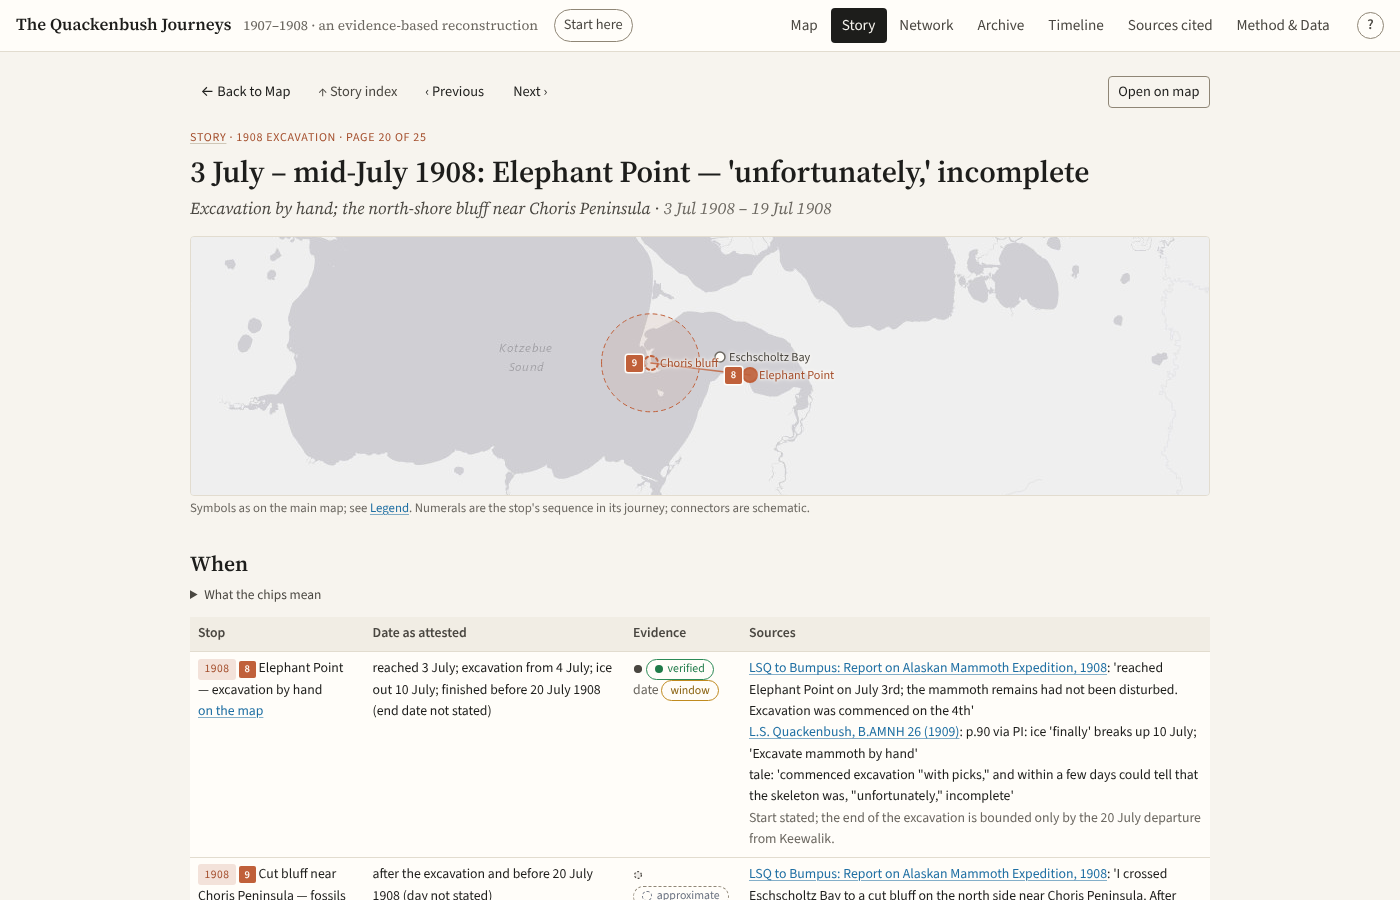 The Quackenbush Journeys 1907–1908 · an evidence-based reconstruction Start here Map Story Network Archive Timeline Sources cited Method & Data ?
← Back to Map ↑ Story index ‹ Previous Next › Open on map
STORY · 1908 EXCAVATION · PAGE 20 OF 25
3 July – mid-July 1908: Elephant Point — 'unfortunately,' incomplete
Excavation by hand; the north-shore bluff near Choris Peninsula · 3 Jul 1908 – 19 Jul 1908
Kotzebue
Sound
9 Choris bluff
Eschscholtz Bay
8 Elephant Point
Symbols as on the main map; see Legend. Numerals are the stop's sequence in its journey; connectors are schematic.
When
▶ What the chips mean
Stop Date as attested Evidence Sources
1908 8 Elephant Point
— excavation by hand
on the map
reached 3 July; excavation from 4 July; ice
out 10 July; finished before 20 July 1908
(end date not stated)
verified
date window
LSQ to Bumpus: Report on Alaskan Mammoth Expedition, 1908: 'reached
Elephant Point on July 3rd; the mammoth remains had not been disturbed.
Excavation was commenced on the 4th'
L.S. Quackenbush, B.AMNH 26 (1909): p.90 via PI: ice 'finally' breaks up 10 July;
'Excavate mammoth by hand'
tale: 'commenced excavation "with picks," and within a few days could tell that
the skeleton was, "unfortunately," incomplete'
Start stated; the end of the excavation is bounded only by the 20 July departure
from Keewalik.
1908 9 Cut bluff near
Choris Peninsula — fossils
after the excavation and before 20 July
1908 (day not stated)
approximate
LSQ to Bumpus: Report on Alaskan Mammoth Expedition, 1908: 'I crossed
Eschscholtz Bay to a cut bluff on the north side near Choris Peninsula. After